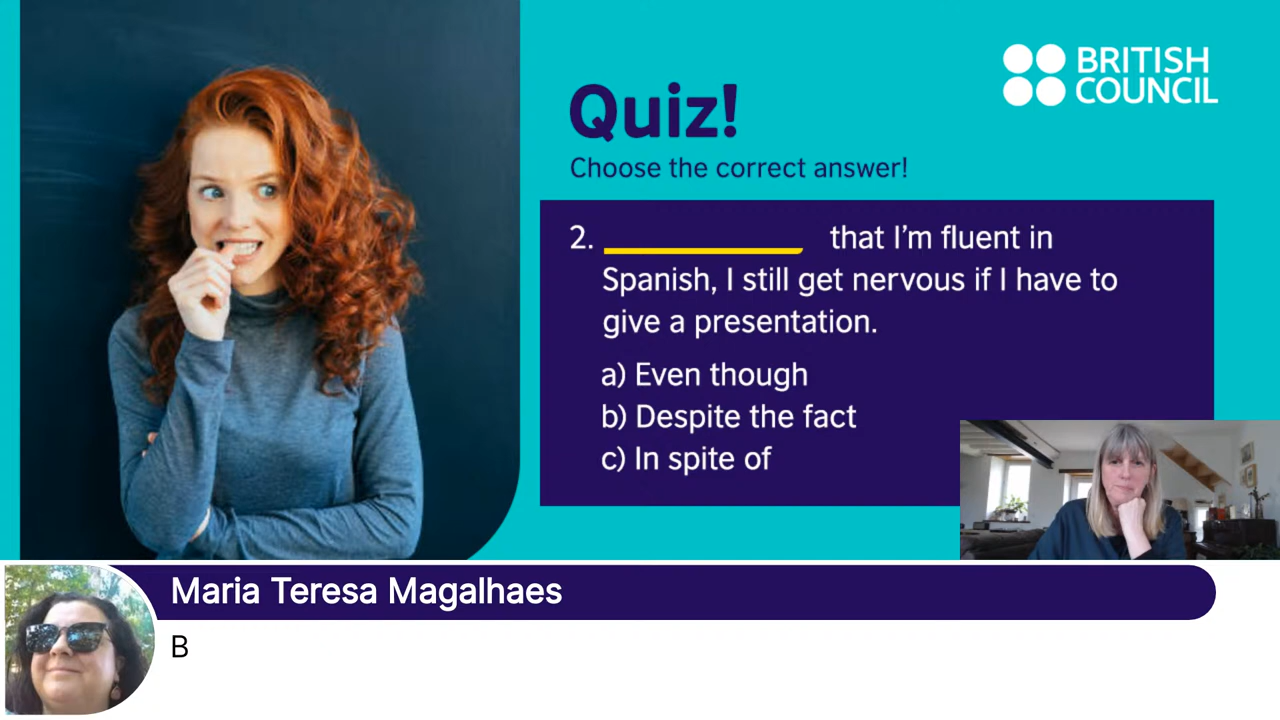 BRITISH
COUNCIL
Quiz!
Choose the correct answer!
2. __________ that I’m fluent in
Spanish, I still get nervous if I have to
give a presentation.
a) Even though
b) Despite the fact
c) In spite of
Maria Teresa Magalhaes
B